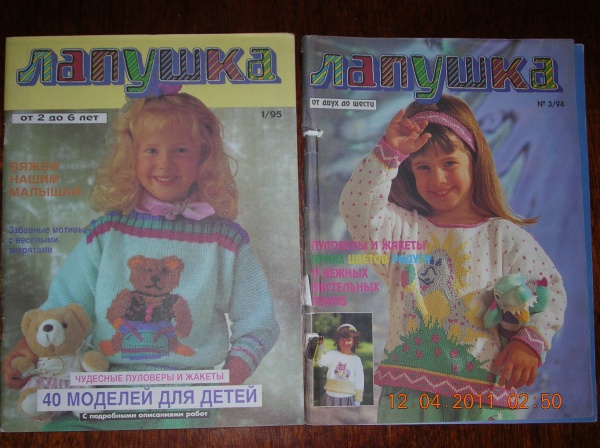 лапушка
от 2 до 6 лет
1/95
ВЯЖЕМ
НАШИМ
МАЛЫШАМ
Забавные мотивы
с веселыми
зверятами
ЧУДЕСНЫЕ ПУЛОВЕРЫ И ЖАКЕТЫ
40 МОДЕЛЕЙ ДЛЯ ДЕТЕЙ
С подробными описаниями работ
лапушка
от двух до шести
№ 3/94
ПУЛОВЕРЫ И ЖАКЕТЫ
ЦВЕТОВ РАДУГИ
И НЕЖНЫХ
ПАСТЕЛЬНЫХ
ТОНОВ
12.04.2011 02:50